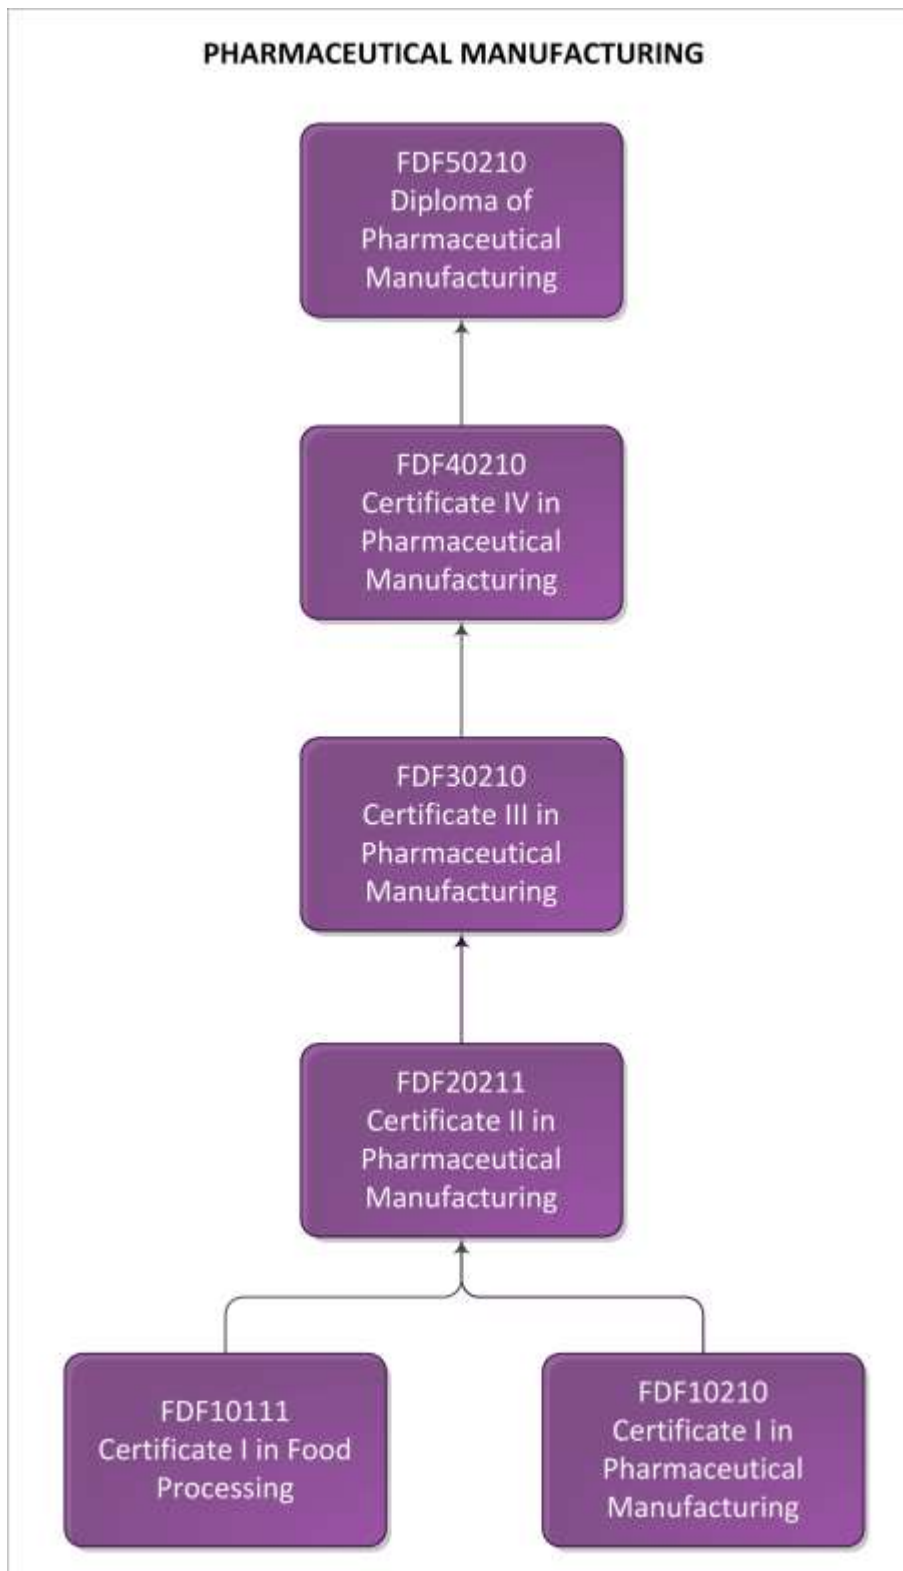 PHARMACEUTICAL MANUFACTURING
FDF50210
Diploma of
Pharmaceutical
Manufacturing
FDF40210
Certificate IV in
Pharmaceutical
Manufacturing
FDF30210
Certificate III in
Pharmaceutical
Manufacturing
FDF20211
Certificate II in
Pharmaceutical
Manufacturing
FDF10111
Certificate I in Food
Processing
FDF10210
Certificate I in
Pharmaceutical
Manufacturing